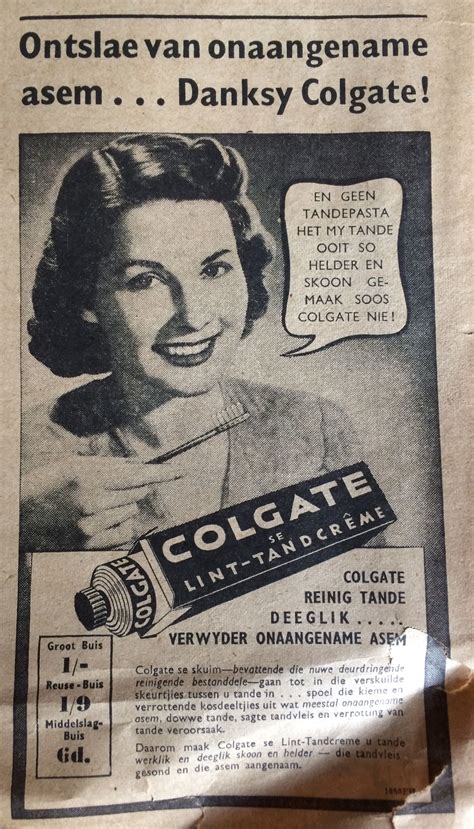 Ontslae van onaangename
asem . . . Danksy Colgate!
EN GEEN
TANDEPASTA
HET MY TANDE
OOIT SO
HELDER EN
SKOON GE-
MAAK SOOS
COLGATE NIE!
COLGATE
SE
LINT-TANDCRÊME
COLGATE
COLGATE
REINIG TANDE
DEEGLIK . . . . .
VERWYDER ONAANGENAME ASEM
Groot Buis
1/-
Reuse-Buis
1/9
Middelslag-
Buis
6d.
Colgate se skuim—bevattende die nuwe deurdringende
reinigende bestanddele—gaan tot in die verskuilde
skeurtjies tussen u tande in . . . spoel die kieme en
verrottende kosdeeltjies uit wat meestal onaangename
asem, dowwe tande, sagte tandvleis en verrotting van
tande veroorsaak.
Daarom maak Colgate se Lint-Tandcreme u tande
werklik en deeglik skoon en helder — die tandvleis
gesond en die asem aangenaam.